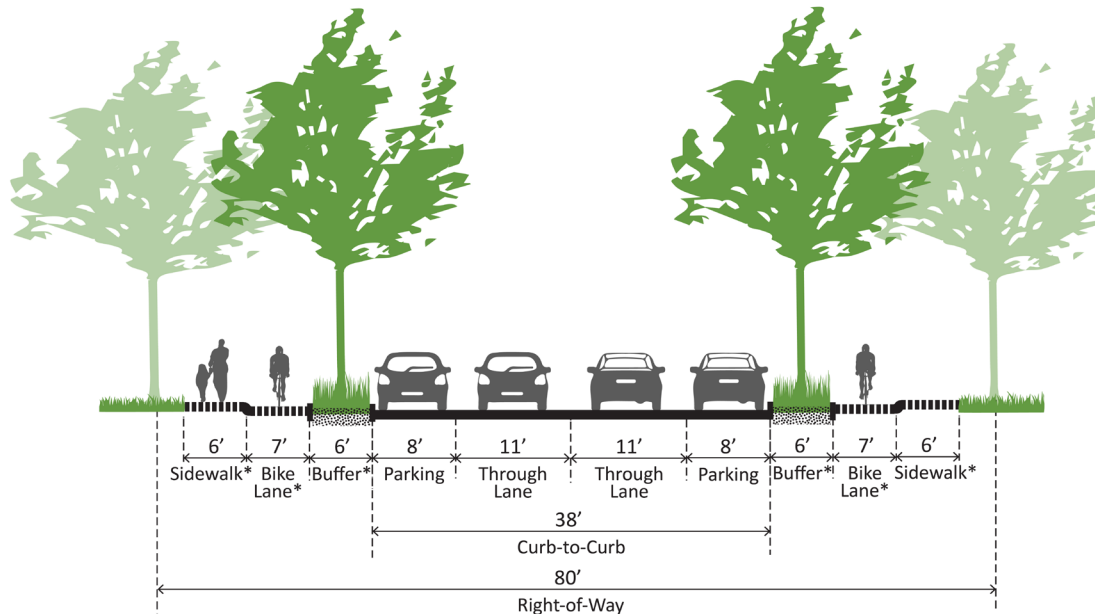 6’ 7’ 6’ 8’ 11’ 11’ 8’ 6’ 7’ 6’
Sidewalk* Bike Buffer* Parking Through Through Parking Buffer* Bike Sidewalk*
Lane* Lane Lane Lane*
38’
Curb-to-Curb
80’
Right-of-Way